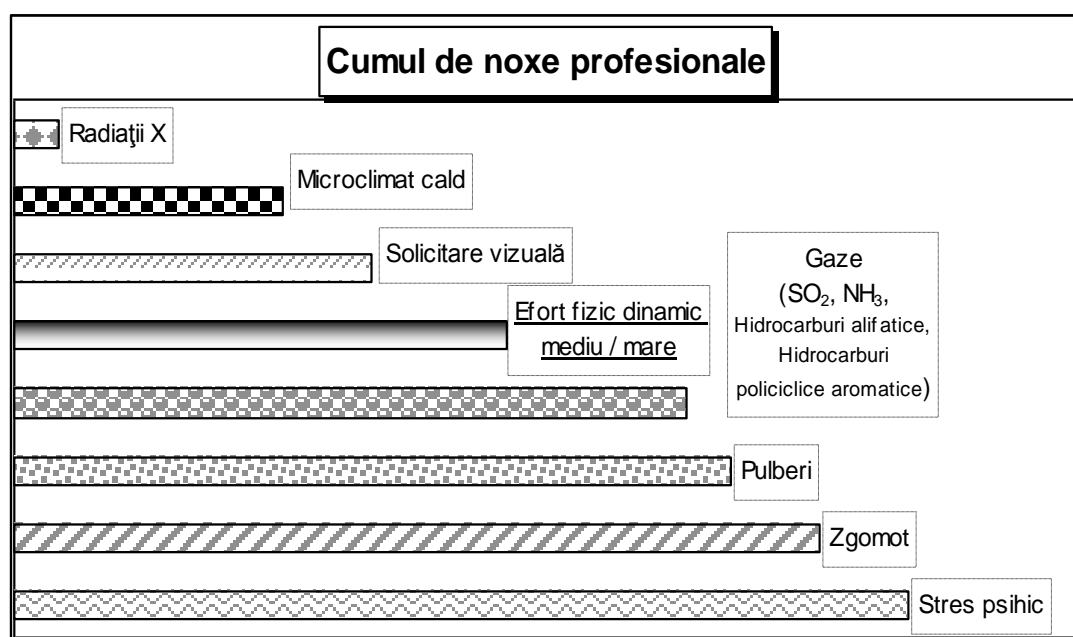 Cumul de noxe profesionale
Radiaţii X
Microclimat cald
Solicitare vizuală
Efort fizic dinamic
mediu / mare
Gaze
(SO₂, NH₃,
Hidrocarburi alifatice,
Hidrocarburi
policiclice aromatice)
Pulberi
Zgomot
Stres psihic